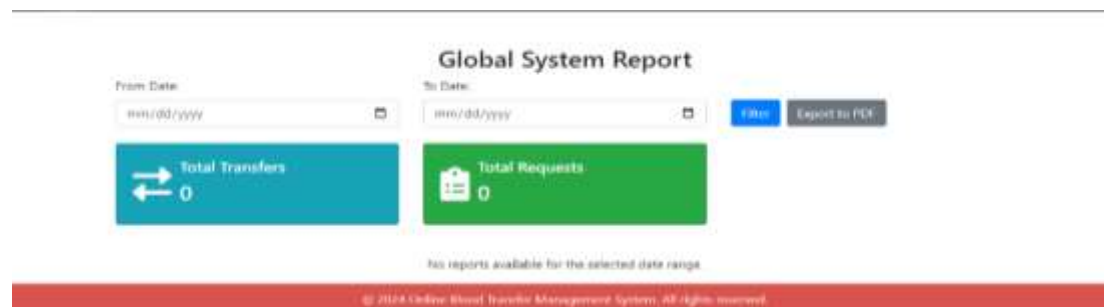 Global System Report
From Date:
To Date:
mm/dd/yyyy
mm/dd/yyyy
Filter
Export to PDF
Total Transfers
0
Total Requests
0
No reports available for the selected date range
© 2024 Online Blood Transfer Management System. All rights reserved.